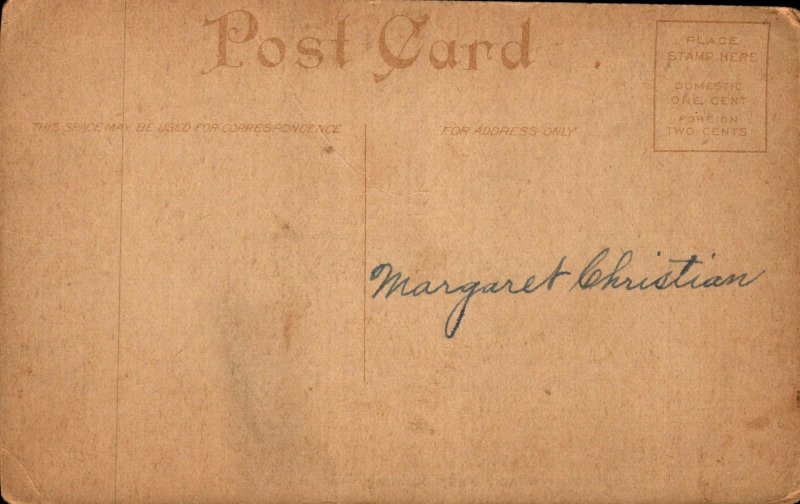 Post Card
PLACE
STAMP HERE
DOMESTIC
ONE CENT
FOREIGN
TWO CENTS
THIS SPACE MAY BE USED FOR CORRESPONDENCE
FOR ADDRESS ONLY
Margaret Christian